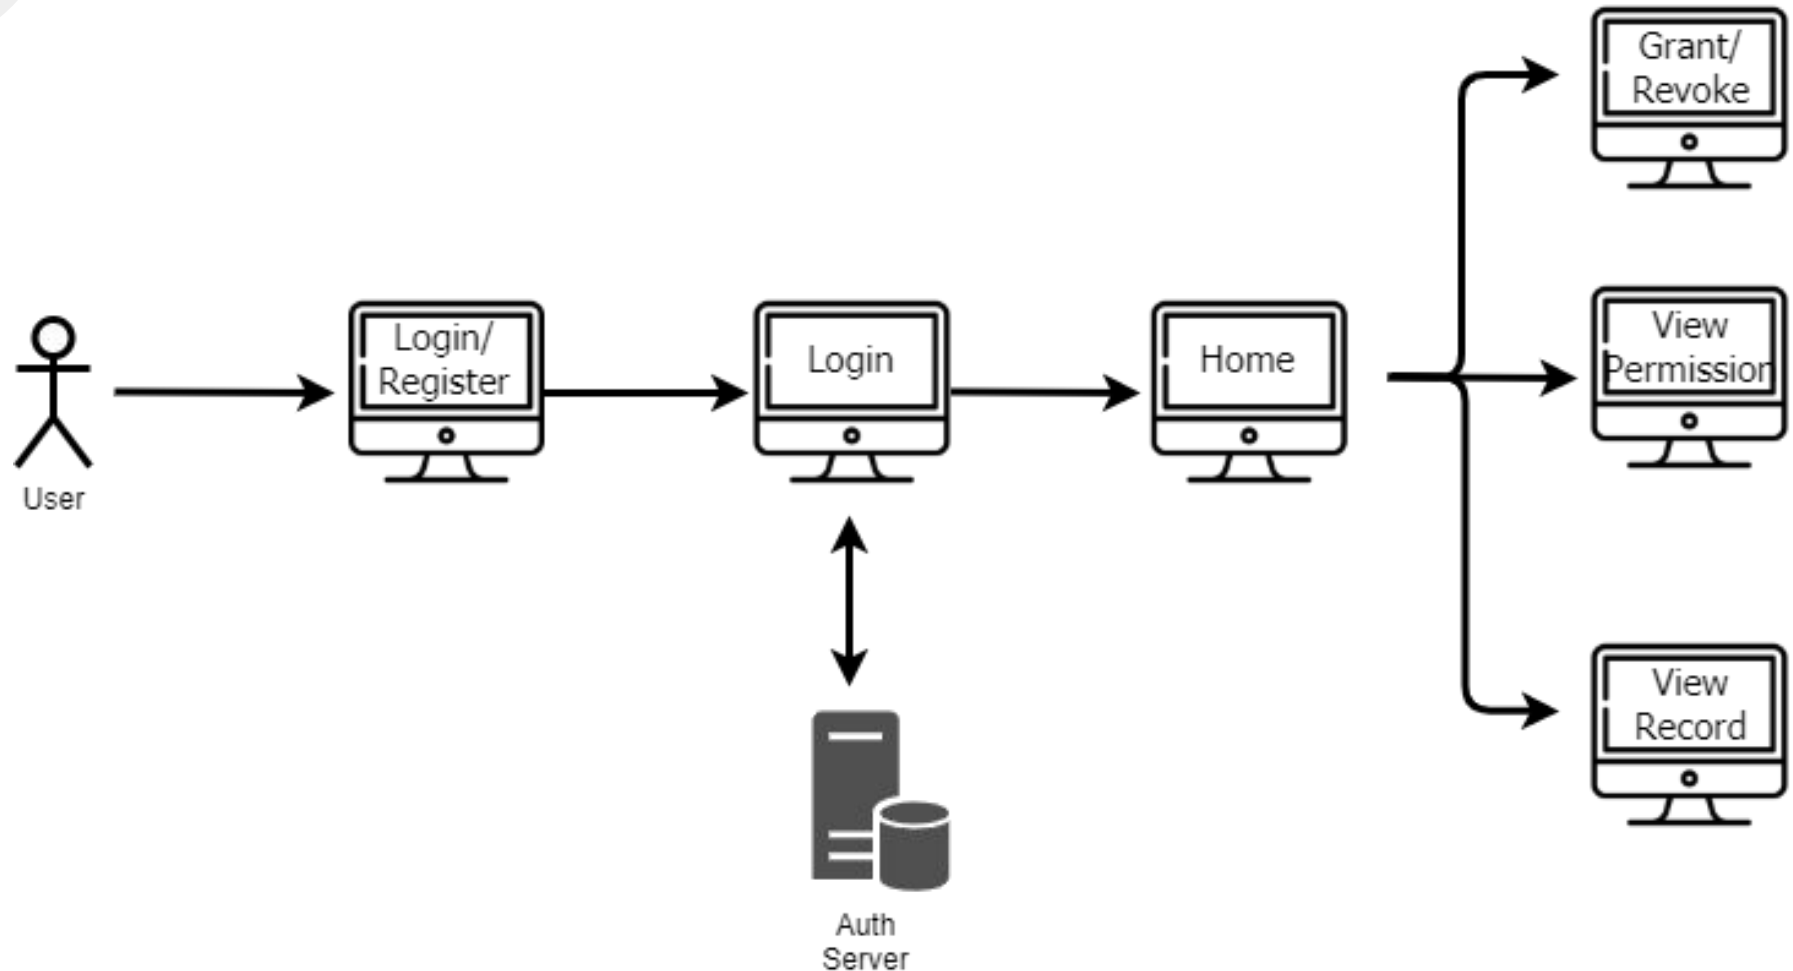 User
Login/
Register
Login
Home
Grant/
Revoke
View
Permission
View
Record
Auth
Server